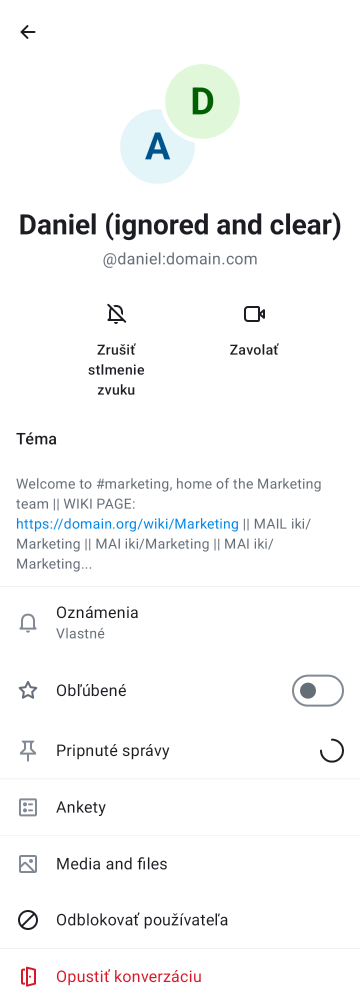 D
A
Daniel (ignored and clear)
@daniel:domain.com
Zrušiť
stlmenie
zvuku
Zavolať
Téma
Welcome to #marketing, home of the Marketing
team || WIKI PAGE:
https://domain.org/wiki/Marketing || MAIL iki/
Marketing || MAI iki/Marketing || MAI iki/
Marketing...
Oznámenia
Vlastné
Obľúbené
Pripnuté správy
Ankety
Media and files
Odblokovať používateľa
Opustiť konverzáciu